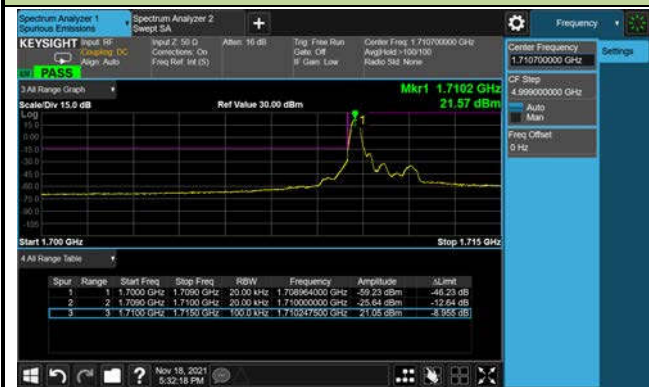 Spectrum Analyzer 1
Spurious Emissions
Spectrum Analyzer 2
Swept SA
+
Frequency
KEYSIGHT
Input: RF
Coupling: DC
Align: Auto
Input Z: 50 Ω
Corrections: On
Freq Ref: Int (S)
Atten: 16 dB
Trig: Free Run
Gate: Off
IF Gain: Low
Center Freq: 1.710700000 GHz
Avg|Hold:>100/100
Radio Std: None
PASS
Center Frequency
1.710700000 GHz
Settings
CF Step
4.999000000 GHz
Auto
Man
Freq Offset
0 Hz
3 All Range Graph
Mkr1 1.7102 GHz
Scale/Div 15.0 dB
Ref Value 30.00 dBm
21.57 dBm
Log
15.0
0.00
-15.0
-30.0
-45.0
-60.0
-75.0
-90.0
-105
1
Start 1.700 GHz
Stop 1.715 GHz
4 All Range Table
Spur Range Start Freq Stop Freq RBW Frequency Amplitude ΔLimit
1 1 1.7000 GHz 1.7090 GHz 20.00 kHz 1.708964000 GHz -59.23 dBm -46.23 dB
2 2 1.7090 GHz 1.7100 GHz 20.00 kHz 1.710000000 GHz -25.64 dBm -12.64 dB
3 3 1.7100 GHz 1.7150 GHz 100.0 kHz 1.710247500 GHz 21.05 dBm -8.955 dB
?
Nov 18, 2021
5:32:18 PM